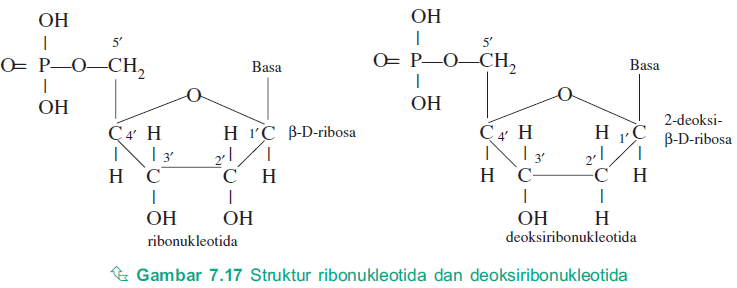 OH OH
5′ 5′
O= P—O—CH2 Basa O= P—O—CH2 Basa
OH O OH O
2-deoksi-
C 4′ H H 1′ C β-D-ribosa C 4′ H H 1′ C β-D-ribosa
3′ 2′ 3′ 2′
H C C H H C C H
OH OH OH H
ribonukleotida deoksiribonukleotida
Gambar 7.17 Struktur ribonukleotida dan deoksiribonukleotida